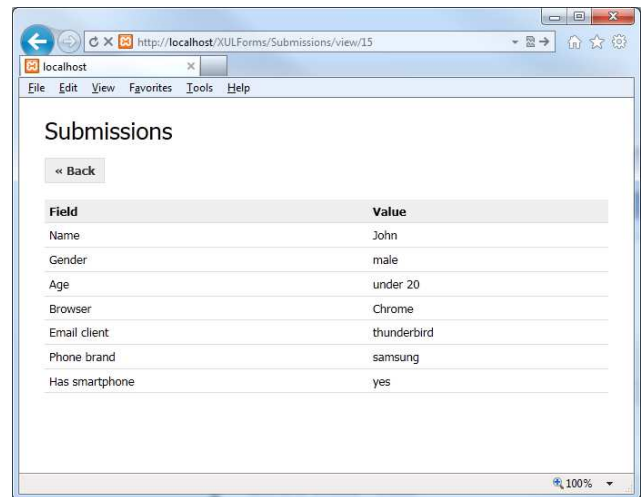 http://localhost/XULForms/Submissions/view/15
localhost
File Edit View Favorites Tools Help
Submissions
« Back
Field Value
Name John
Gender male
Age under 20
Browser Chrome
Email client thunderbird
Phone brand samsung
Has smartphone yes
100%